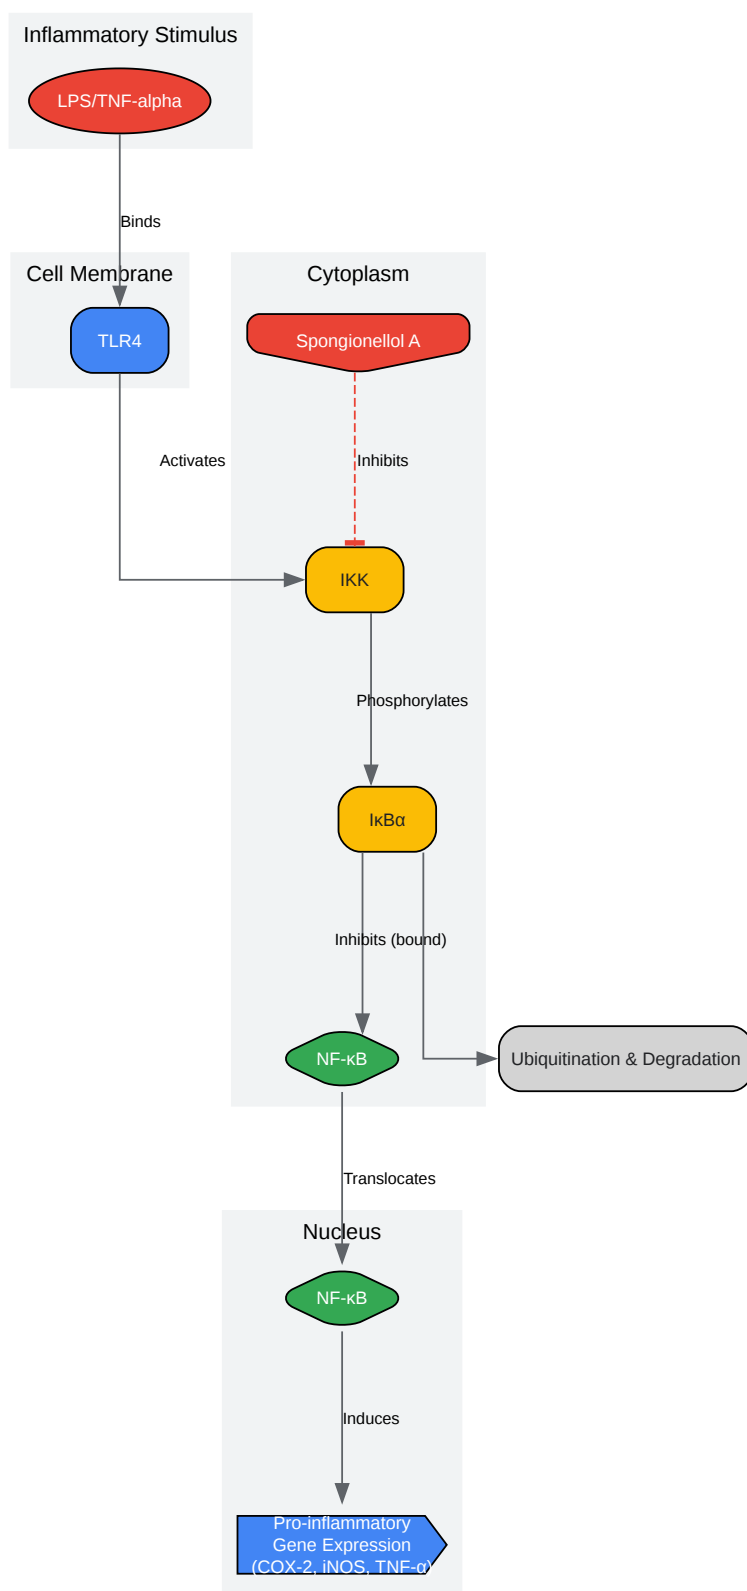 Inflammatory Stimulus
LPS/TNF-alpha
Binds
Cell Membrane
Cytoplasm
TLR4
Spongionellol A
Activates
Inhibits
IKK
Phosphorylates
IκBα
Inhibits (bound)
NF-κB
Ubiquitination & Degradation
Translocates
Nucleus
NF-κB
Induces
Pro-inflammatory
Gene Expression
(COX-2, iNOS, TNF-α)